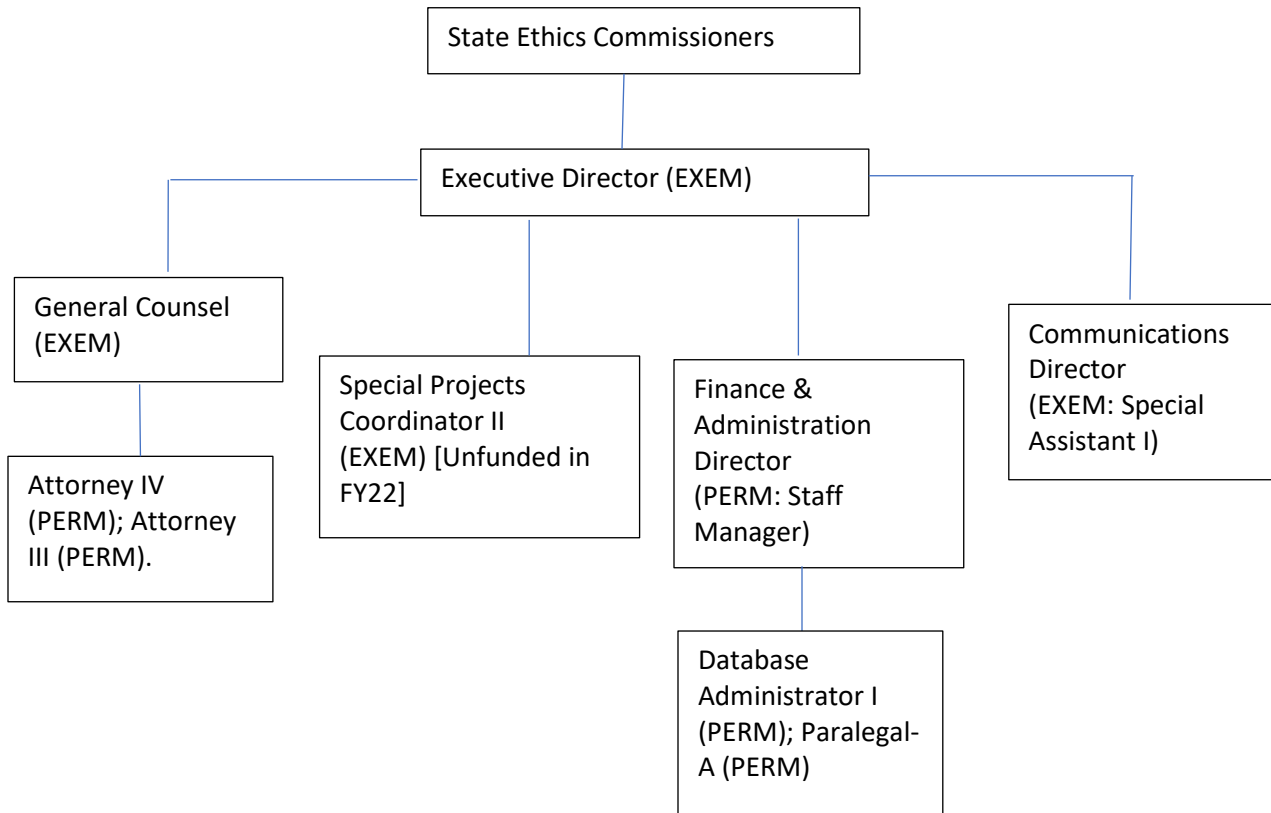 State Ethics Commissioners
Executive Director (EXEM)
General Counsel
(EXEM)
Special Projects
Coordinator II
(EXEM) [Unfunded in
FY22]
Finance &
Administration
Director
(PERM: Staff
Manager)
Communications
Director
(EXEM: Special
Assistant I)
Attorney IV
(PERM); Attorney
III (PERM).
Database
Administrator I
(PERM); Paralegal-
A (PERM)